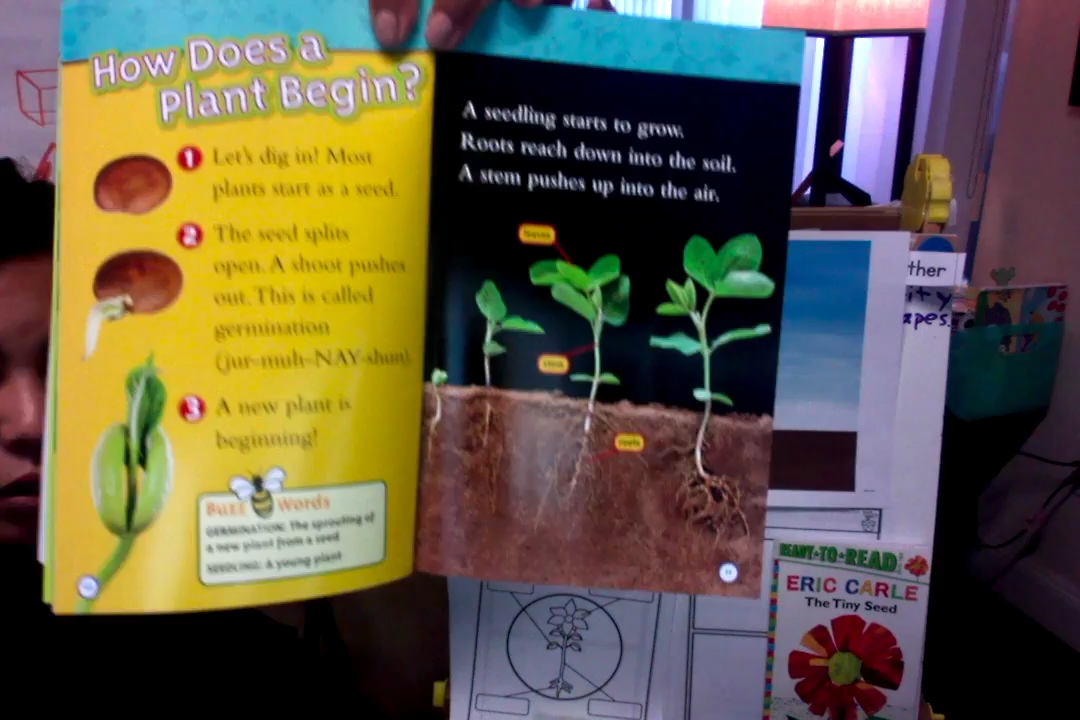 How Does a
Plant Begin?
1 Let's dig in! Most
plants start as a seed.
2 The seed splits
open. A shoot pushes
out. This is called
germination
(jur-muh-NAY-shun).
3 A new plant is
beginning!
Buzz Words
GERMINATION: The sprouting of
a new plant from a seed
SEEDLING: A young plant
A seedling starts to grow.
Roots reach down into the soil.
A stem pushes up into the air.
leaves
stem
roots
ther
ity
apes.
READY-TO-READ
ERIC CARLE
The Tiny Seed